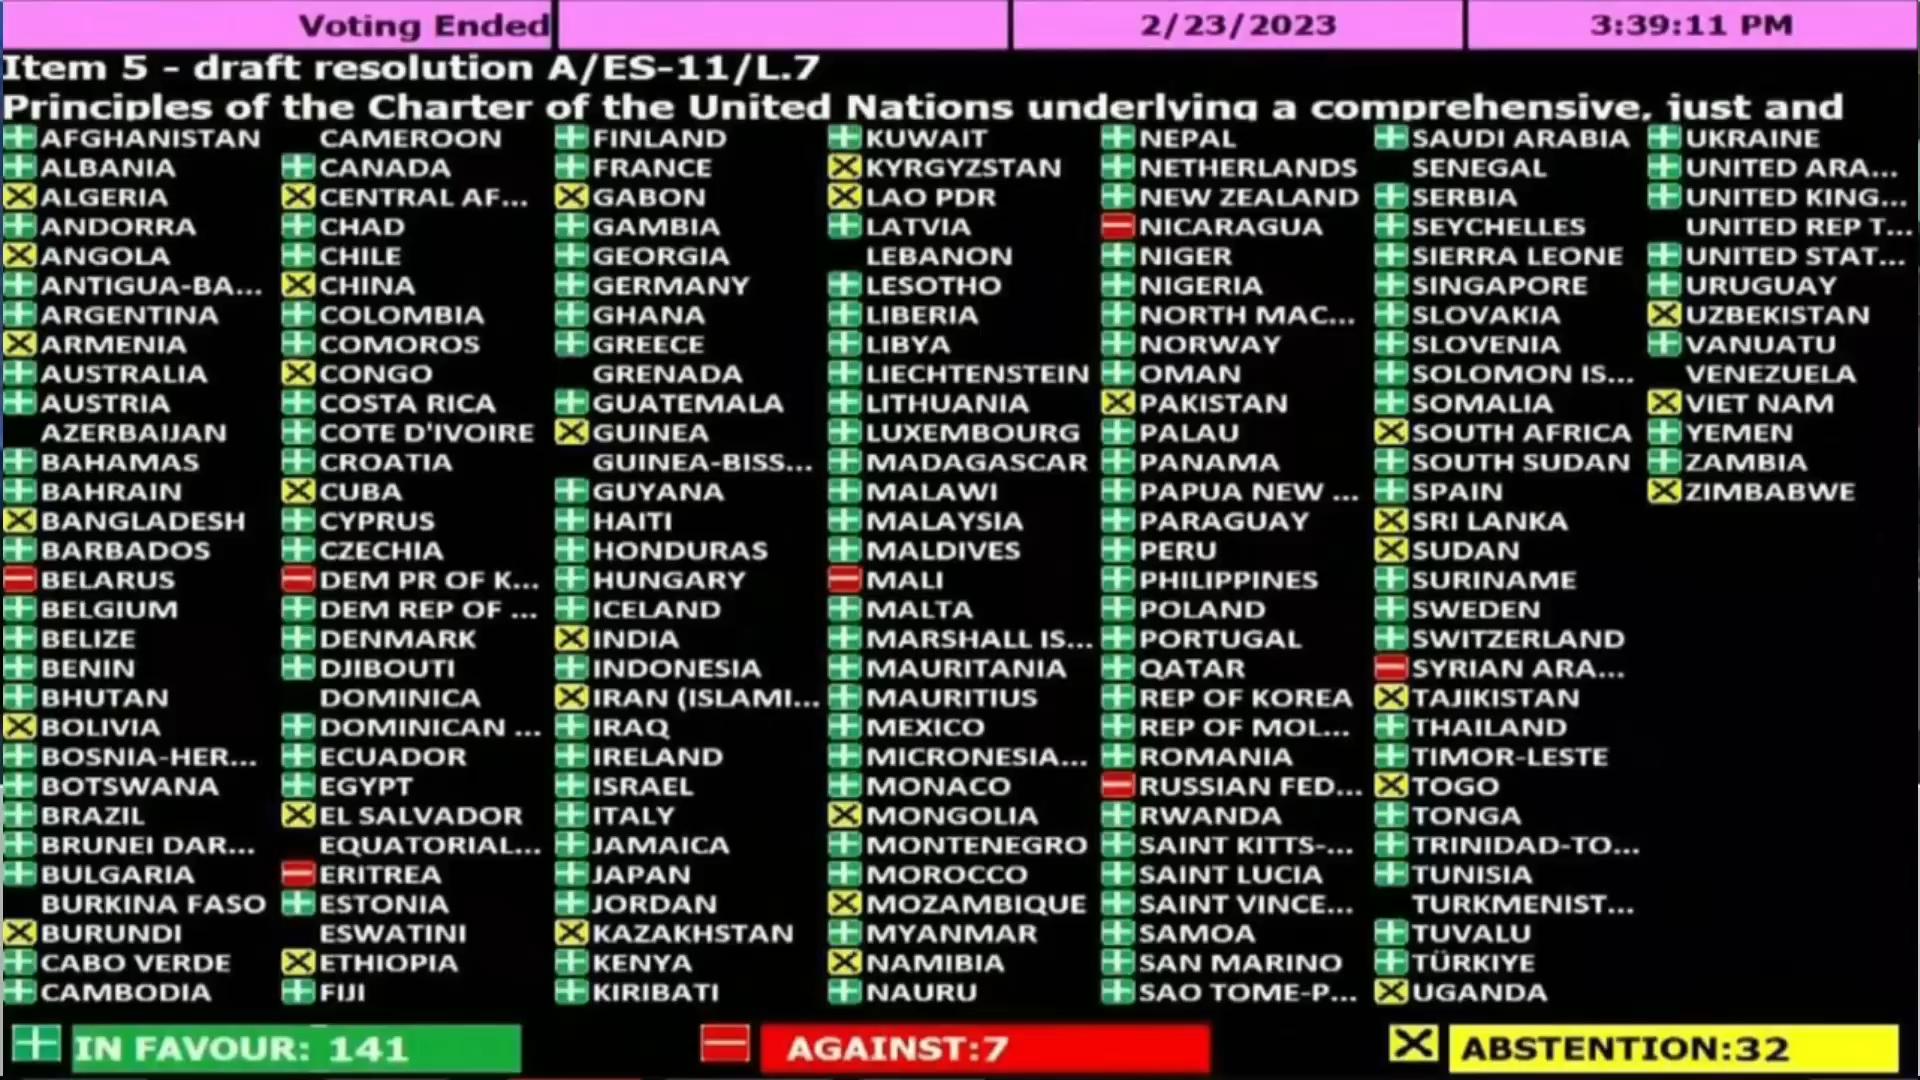 Voting Ended 2/23/2023 3:39:11 PM
Item 5 - draft resolution A/ES-11/L.7
Principles of the Charter of the United Nations underlying a comprehensive, just and
AFGHANISTAN CAMEROON FINLAND KUWAIT NEPAL SAUDI ARABIA UKRAINE
ALBANIA CANADA FRANCE KYRGYZSTAN NETHERLANDS SENEGAL UNITED ARA...
ALGERIA CENTRAL AF... GABON LAO PDR NEW ZEALAND SERBIA UNITED KING...
ANDORRA CHAD GAMBIA LATVIA NICARAGUA SEYCHELLES UNITED REP T...
ANGOLA CHILE GEORGIA LEBANON NIGER SIERRA LEONE UNITED STAT...
ANTIGUA-BA... CHINA GERMANY LESOTHO NIGERIA SINGAPORE URUGUAY
ARGENTINA COLOMBIA GHANA LIBERIA NORTH MAC... SLOVAKIA UZBEKISTAN
ARMENIA COMOROS GREECE LIBYA NORWAY SLOVENIA VANUATU
AUSTRALIA CONGO GRENADA LIECHTENSTEIN OMAN SOLOMON IS... VENEZUELA
AUSTRIA COSTA RICA GUATEMALA LITHUANIA PAKISTAN SOMALIA VIET NAM
AZERBAIJAN COTE D'IVOIRE GUINEA LUXEMBOURG PALAU SOUTH AFRICA YEMEN
BAHAMAS CROATIA GUINEA-BISS... MADAGASCAR PANAMA SOUTH SUDAN ZAMBIA
BAHRAIN CUBA GUYANA MALAWI PAPUA NEW ... SPAIN ZIMBABWE
BANGLADESH CYPRUS HAITI MALAYSIA PARAGUAY SRI LANKA
BARBADOS CZECHIA HONDURAS MALDIVES PERU SUDAN
BELARUS DEM PR OF K... HUNGARY MALI PHILIPPINES SURINAME
BELGIUM DEM REP OF ... ICELAND MALTA POLAND SWEDEN
BELIZE DENMARK INDIA MARSHALL IS... PORTUGAL SWITZERLAND
BENIN DJIBOUTI INDONESIA MAURITANIA QATAR SYRIAN ARA...
BHUTAN DOMINICA IRAN (ISLAMI... MAURITIUS REP OF KOREA TAJIKISTAN
BOLIVIA DOMINICAN ... IRAQ MEXICO REP OF MOL... THAILAND
BOSNIA-HER... ECUADOR IRELAND MICRONESIA... ROMANIA TIMOR-LESTE
BOTSWANA EGYPT ISRAEL MONACO RUSSIAN FED... TOGO
BRAZIL EL SALVADOR ITALY MONGOLIA RWANDA TONGA
BRUNEI DAR... EQUATORIAL... JAMAICA MONTENEGRO SAINT KITTS-... TRINIDAD-TO...
BULGARIA ERITREA JAPAN MOROCCO SAINT LUCIA TUNISIA
BURKINA FASO ESTONIA JORDAN MOZAMBIQUE SAINT VINCE... TURKMENIST...
BURUNDI ESWATINI KAZAKHSTAN MYANMAR SAMOA TUVALU
CABO VERDE ETHIOPIA KENYA NAMIBIA SAN MARINO TÜRKIYE
CAMBODIA FIJI KIRIBATI NAURU SAO TOME-P... UGANDA
IN FAVOUR: 141 AGAINST:7 ABSTENTION:32